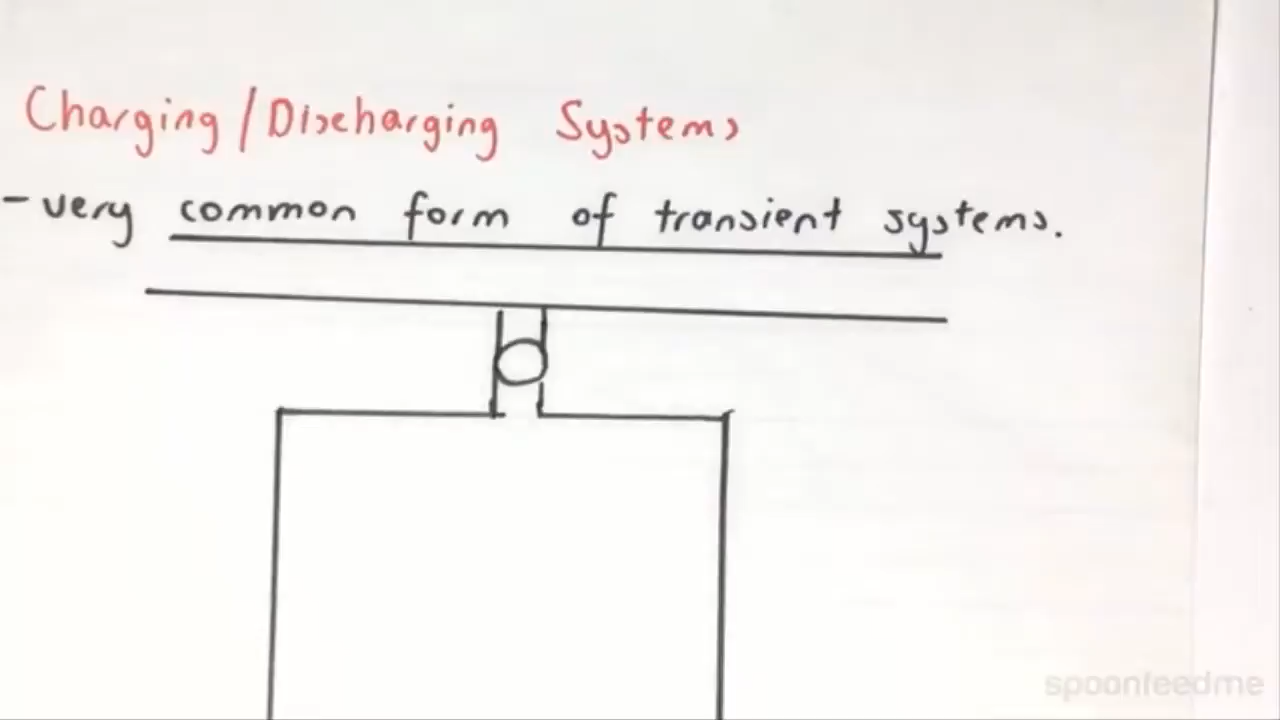 Charging/Discharging Systems
- very common form of transient systems.
spoonfeedme